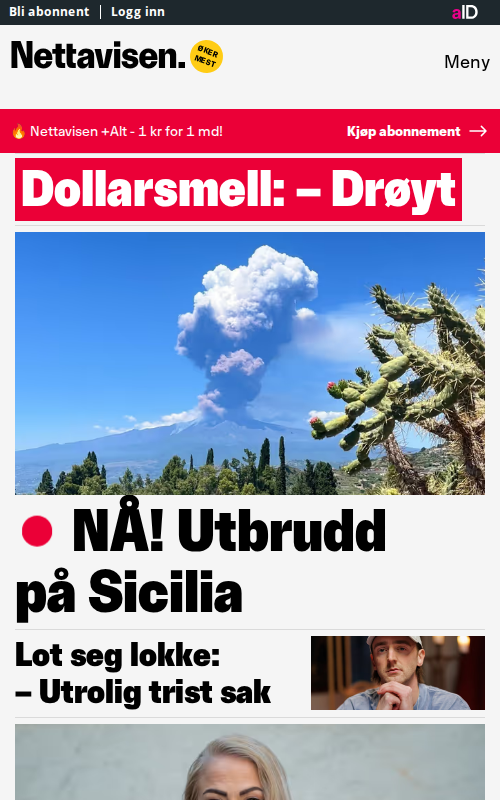 Bli abonnent | Logg inn
aID
Nettavisen.
ØKER
MEST
Meny
🔥 Nettavisen +Alt - 1 kr for 1 md!
Kjøp abonnement →
Dollarsmell: – Drøyt
NÅ! Utbrudd
på Sicilia
Lot seg lokke:
– Utrolig trist sak